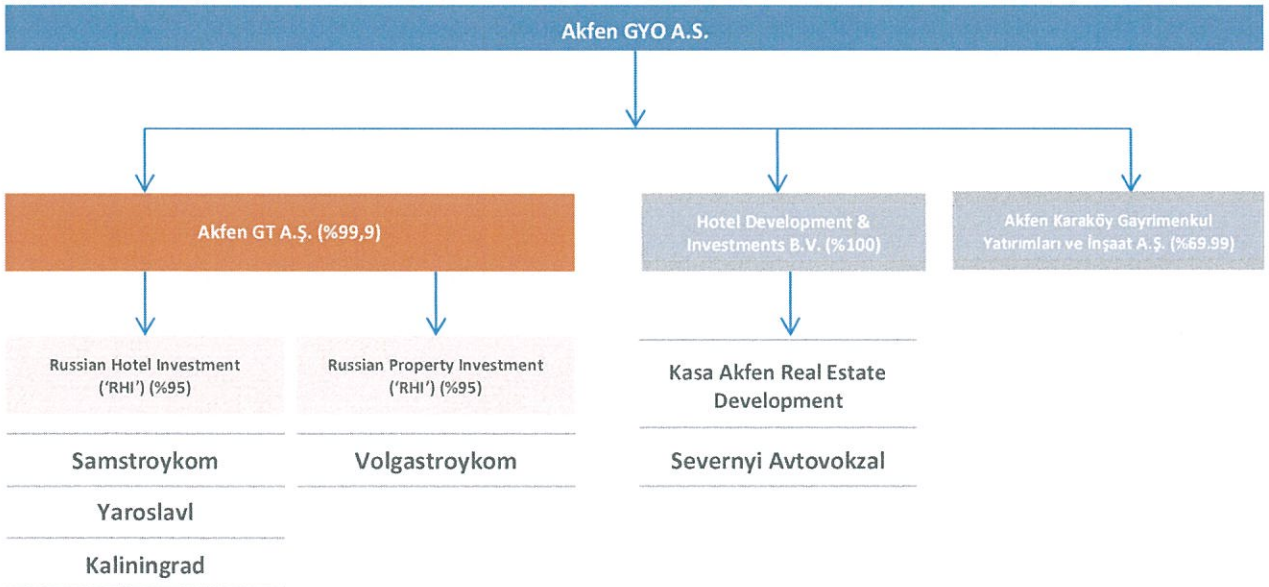 Akfen GYO A.S.
Akfen GT A.Ş. (%99,9)
Hotel Development &
Investments B.V. (%100)
Akfen Karaköy Gayrimenkul
Yatırımları ve İnşaat A.Ş. (%69.99)
Russian Hotel Investment
(‘RHI’) (%95)
Russian Property Investment
(‘RHI’) (%95)
Kasa Akfen Real Estate
Development
Samstroykom
Volgastroykom
Severnyi Avtovokzal
Yaroslavl
Kaliningrad